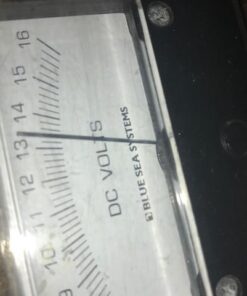 9 10 11 12 13 14 15 16
DC VOLTS
BLUE SEA SYSTEMS